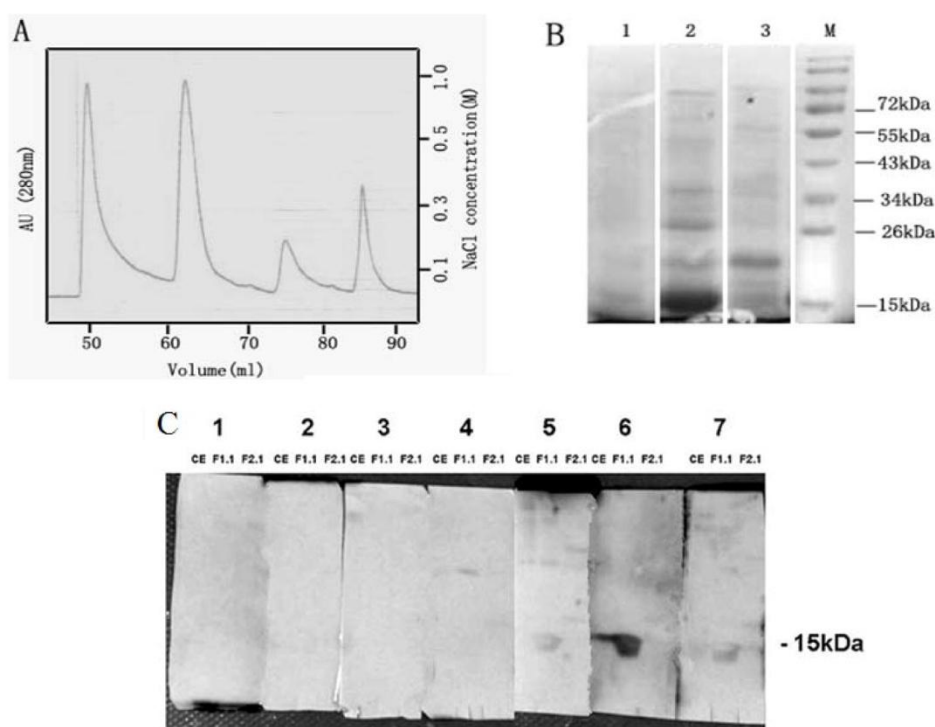 A
AU (280nm)
1.0
0.5
0.3
0.1
NaCl concentration(M)
50 60 70 80 90
Volume(ml)
B
1 2 3 M
72kDa
55kDa
43kDa
34kDa
26kDa
15kDa
C
1 2 3 4 5 6 7
CE F1.1 F2.1 CE F1.1 F2.1 CE F1.1 F2.1 CE F1.1 F2.1 CE F1.1 F2.1 CE F1.1 F2.1 CE F1.1 F2.1
- 15kDa